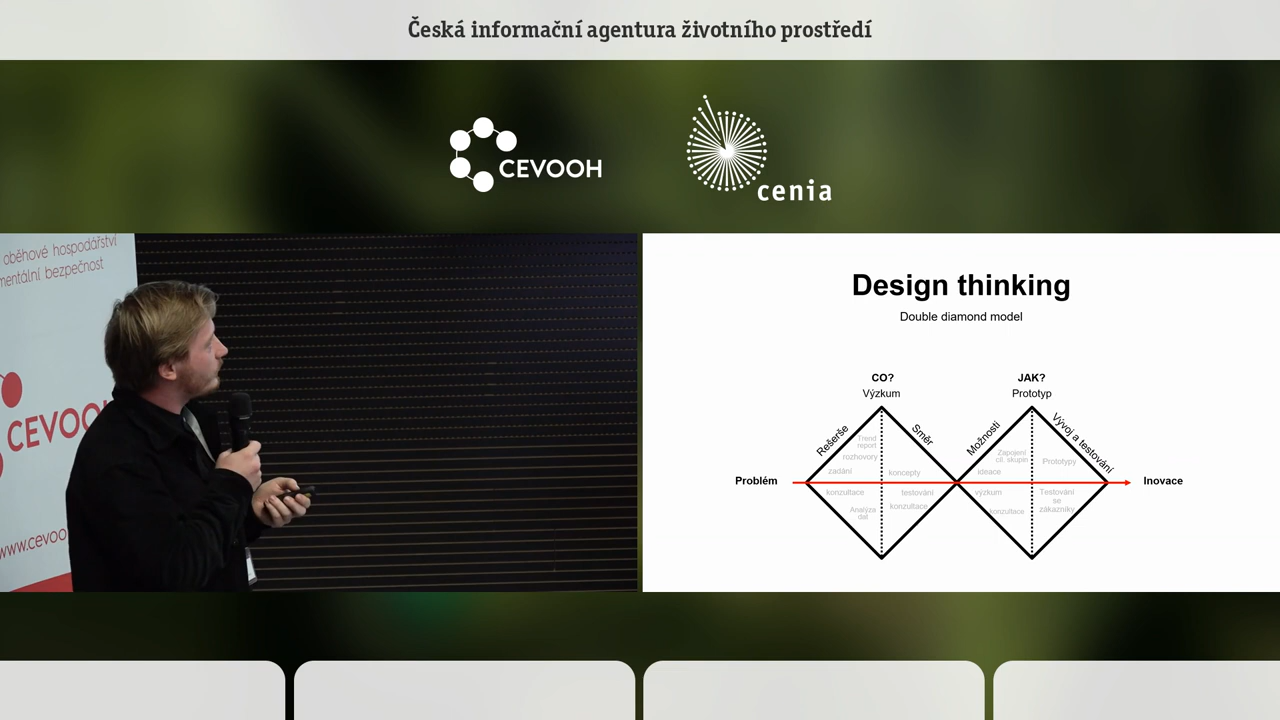 Česká informační agentura životního prostředí
CEVOOH
cenia
oběhové hospodářství
bezpečnost
CEVOO
www.cevooh
Design thinking
Double diamond model
CO?
Výzkum
JAK?
Prototyp
Rešerše
Směr
Možnosti
Vývoj a testování
Trend
report
rozhovory
zadání
koncepty
Zapojení
cíl. skupin
ideace
Prototypy
Problém
Inovace
konzultace
testování
konzultace
Analýza
dat
výzkum
konzultace
Testování
se
zákazníky